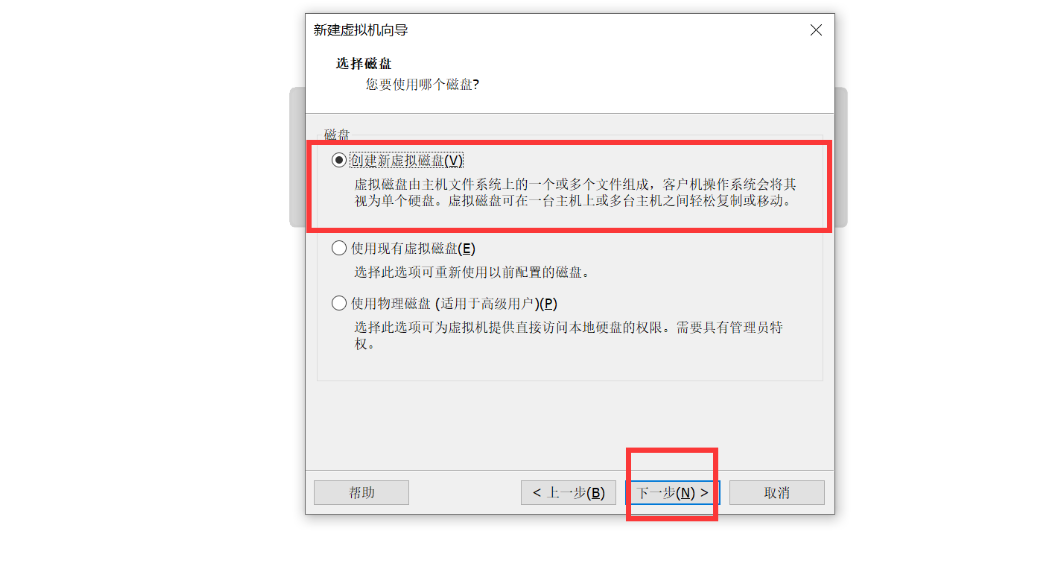 新建虚拟机向导
选择磁盘
您要使用哪个磁盘?
磁盘
创建新虚拟磁盘(V)
虚拟磁盘由主机文件系统上的一个或多个文件组成，客户机操作系统会将其
视为单个硬盘。虚拟磁盘可在一台主机上或多台主机之间轻松复制或移动。
使用现有虚拟磁盘(E)
选择此选项可重新使用以前配置的磁盘。
使用物理磁盘 (适用于高级用户)(P)
选择此选项可为虚拟机提供直接访问本地硬盘的权限。需要具有管理员特
权。
帮助
< 上一步(B)
下一步(N) >
取消